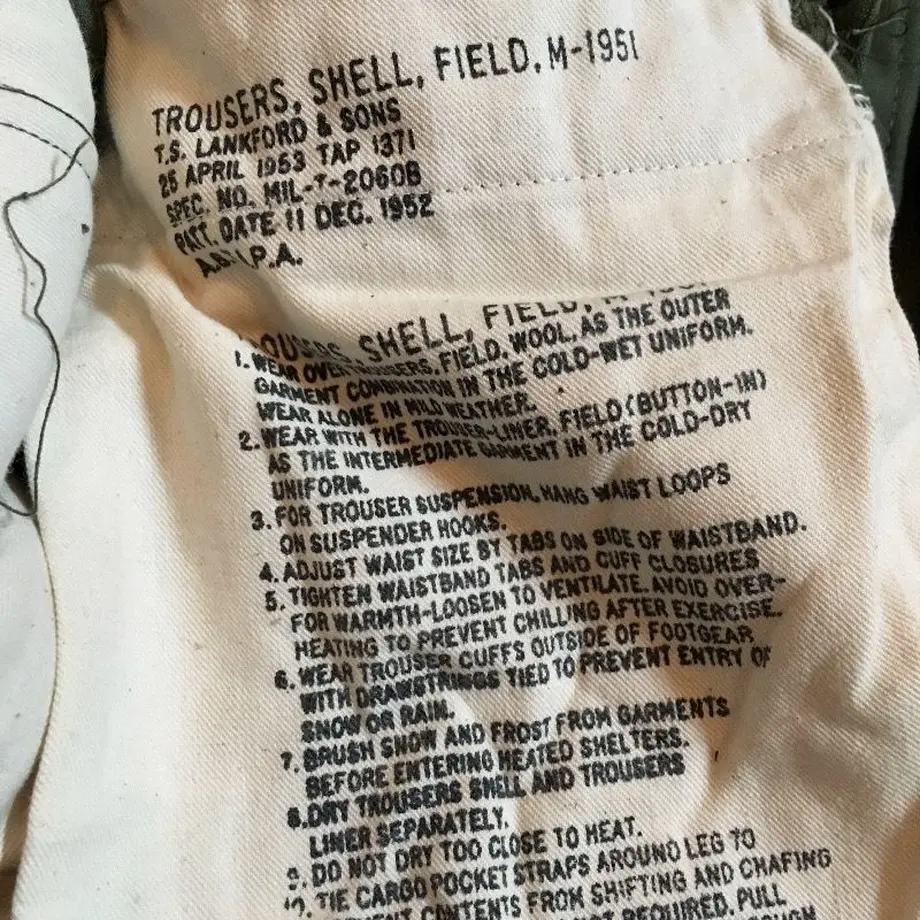 TROUSERS, SHELL, FIELD, M-1951
T.S. LANKFORD & SONS
25 APRIL 1953 TAP 1371
SPEC. NO. MIL-T-20608
PATT. DATE 11 DEC. 1952
P.A.
SHELL, FIELD,
1. WEAR OVER TROUSERS, FIELD, WOOL, AS THE OUTER
GARMENT COMBINATION IN THE COLD-WET UNIFORM.
WEAR ALONE IN MILD WEATHER.
2. WEAR WITH THE TROUSER-LINER, FIELD (BUTTON-IN)
AS THE INTERMEDIATE GARMENT IN THE COLD-DRY
UNIFORM.
3. FOR TROUSER SUSPENSION, HANG WAIST LOOPS
ON SUSPENDER HOOKS.
4. ADJUST WAIST SIZE BY TABS ON SIDE OF WAISTBAND.
5. TIGHTEN WAISTBAND TABS AND CUFF CLOSURES
FOR WARMTH-LOOSEN TO VENTILATE. AVOID OVER-
HEATING TO PREVENT CHILLING AFTER EXERCISE.
6. WEAR TROUSER CUFFS OUTSIDE OF FOOTGEAR
WITH DRAWSTRINGS TIED TO PREVENT ENTRY OF
SNOW OR RAIN.
7. BRUSH SNOW AND FROST FROM GARMENTS
BEFORE ENTERING HEATED SHELTERS.
8. DRY TROUSERS SHELL AND TROUSERS
LINER SEPARATELY.
9. DO NOT DRY TOO CLOSE TO HEAT.
10. TIE CARGO POCKET STRAPS AROUND LEG TO
CONTENTS FROM SHIFTING AND CHAFING
REQUIRED, PULL